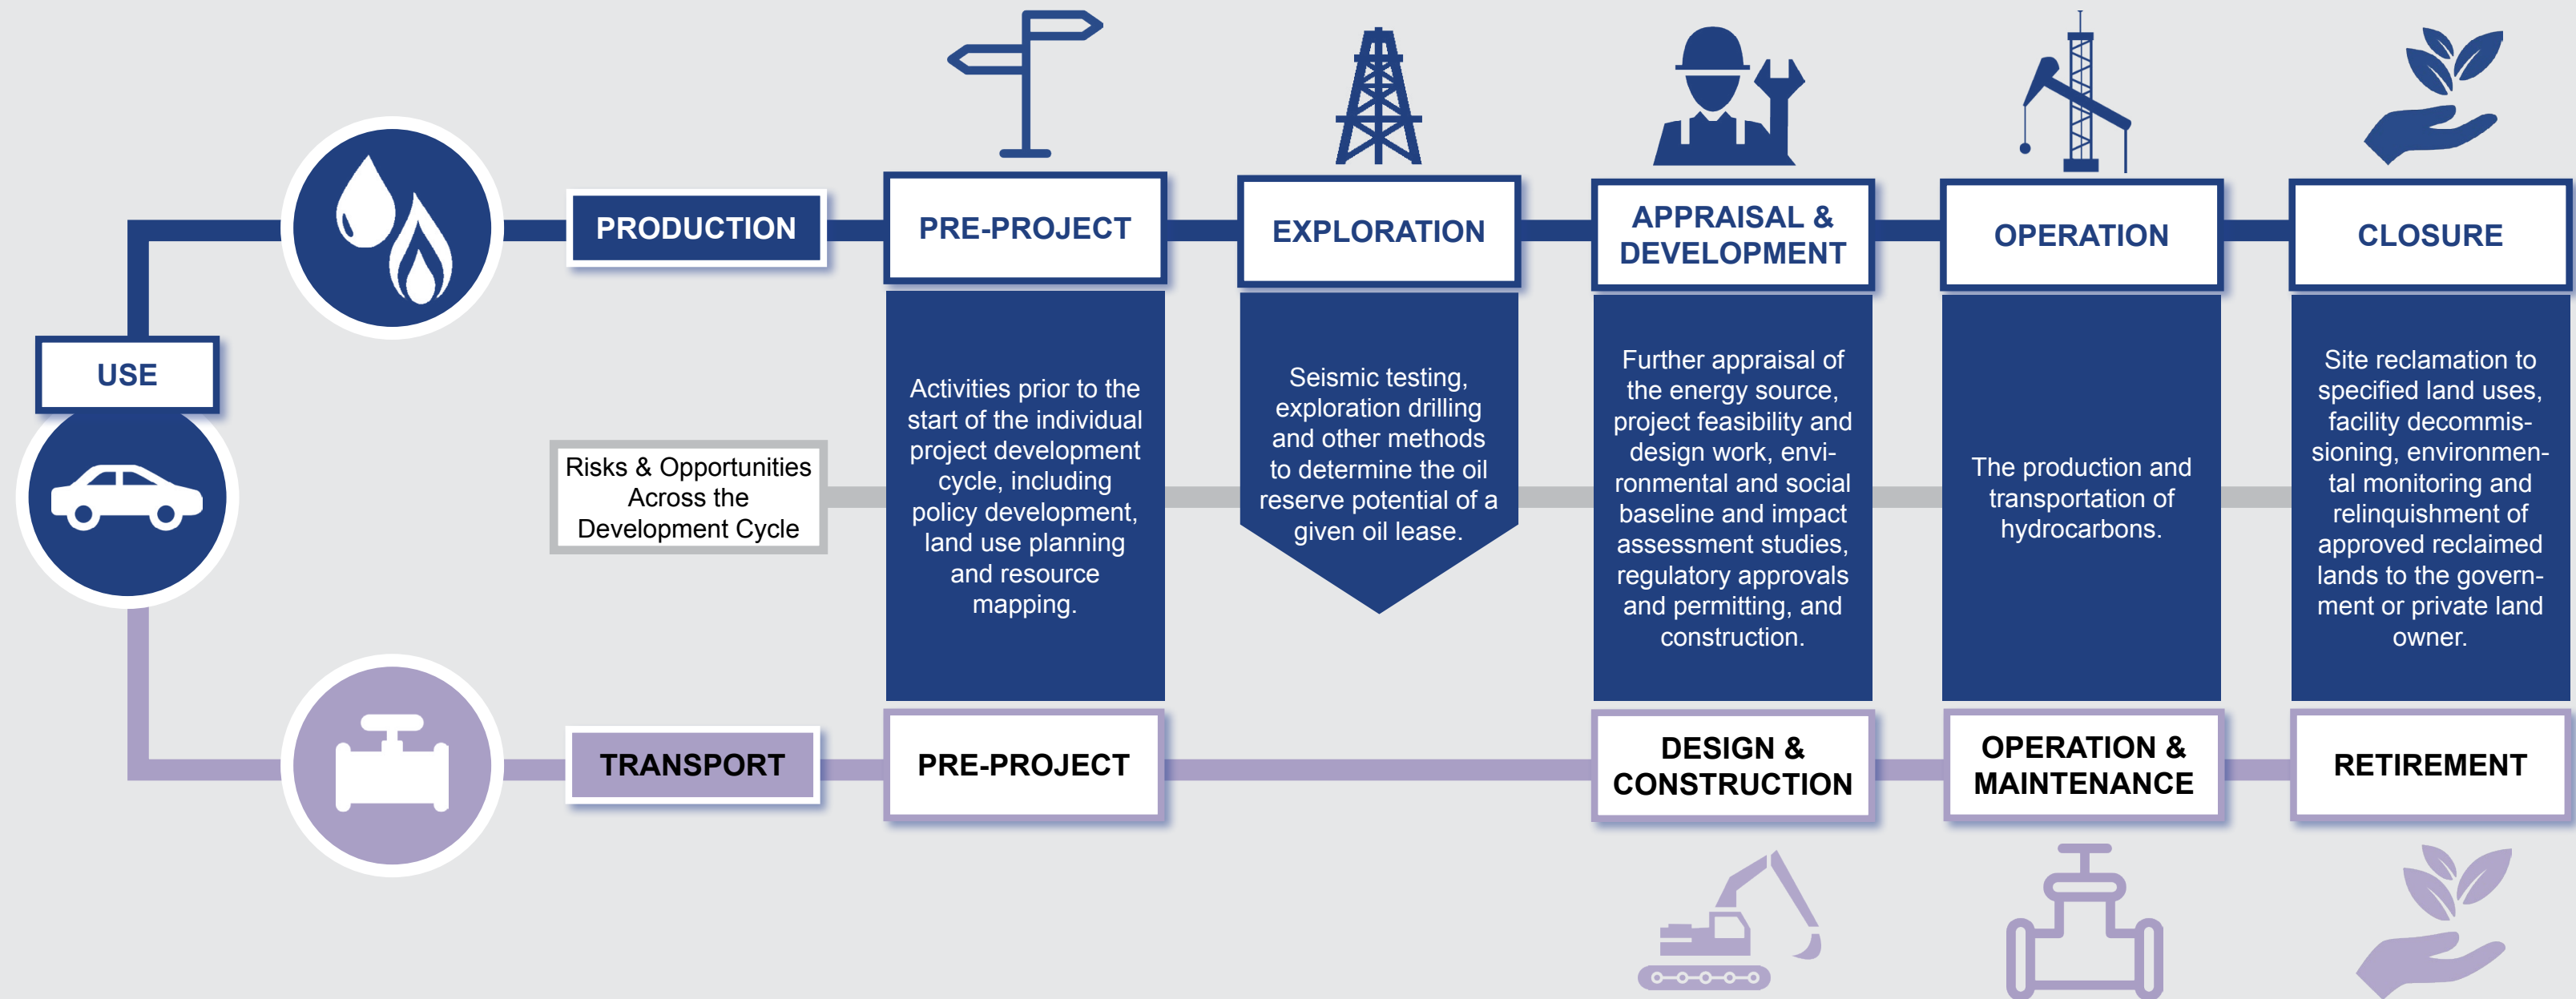 PRODUCTION
PRE-PROJECT
EXPLORATION
APPRAISAL &
DEVELOPMENT
OPERATION
CLOSURE
USE
Risks & Opportunities
Across the
Development Cycle
Activities prior to the
start of the individual
project development
cycle, including
policy development,
land use planning
and resource
mapping.
Seismic testing,
exploration drilling
and other methods
to determine the oil
reserve potential of a
given oil lease.
Further appraisal of
the energy source,
project feasibility and
design work, envi-
ronmental and social
baseline and impact
assessment studies,
regulatory approvals
and permitting, and
construction.
The production and
transportation of
hydrocarbons.
Site reclamation to
specified land uses,
facility decommis-
sioning, environmen-
tal monitoring and
relinquishment of
approved reclaimed
lands to the govern-
ment or private land
owner.
TRANSPORT
PRE-PROJECT
DESIGN &
CONSTRUCTION
OPERATION &
MAINTENANCE
RETIREMENT